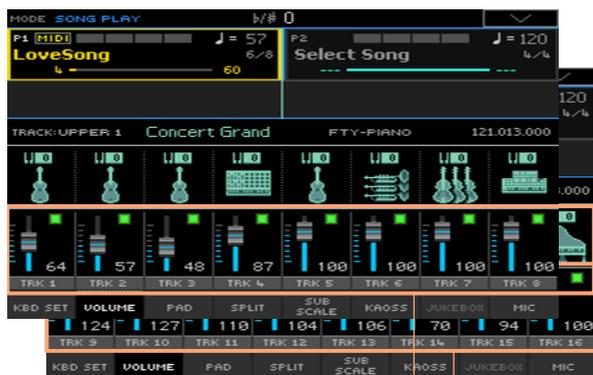 MODE SONG PLAY ♭/# 0
P1 MIDI ♩= 57 P2 ♩= 120
LoveSong 6/8 Select Song 4/4
4 60 --- ---
120
4/4
TRACK:UPPER 1 Concert Grand FTY-PIANO 121.013.000
3.000
0 0 0 0 0 0 0 0
0
64 57 48 87 100 100 100 100
TRK 1 TRK 2 TRK 3 TRK 4 TRK 5 TRK 6 TRK 7 TRK 8
KBD SET VOLUME PAD SPLIT SUB SCALE KAOSS JUKEBOX MIC
124 127 110 104 106 70 94 100
TRK 9 TRK 10 TRK 11 TRK 12 TRK 13 TRK 14 TRK 15 TRK 16
KBD SET VOLUME PAD SPLIT SUB SCALE KAOSS JUKEBOX MIC